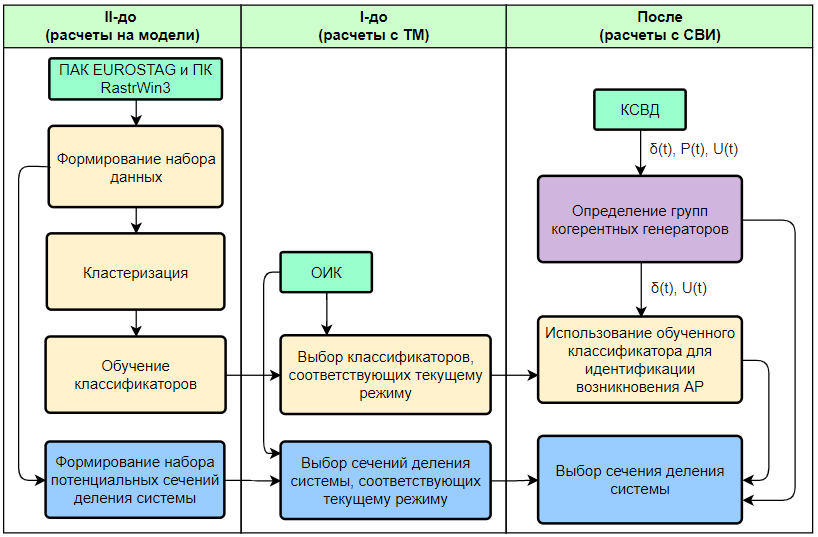 II-до
(расчеты на модели)
I-до
(расчеты с ТМ)
После
(расчеты с СВИ)
ПАК EUROSTAG и ПК
RastrWin3
Формирование набора
данных
Кластеризация
Обучение
классификаторов
Формирование набора
потенциальных сечений
деления системы
ОИК
Выбор классификаторов,
соответствующих текущему
режиму
Выбор сечений деления
системы, соответствующих
текущему режиму
КСВД
δ(t), P(t), U(t)
Определение групп
когерентных генераторов
δ(t), U(t)
Использование обученного
классификатора для
идентификации
возникновения АР
Выбор сечения деления
системы